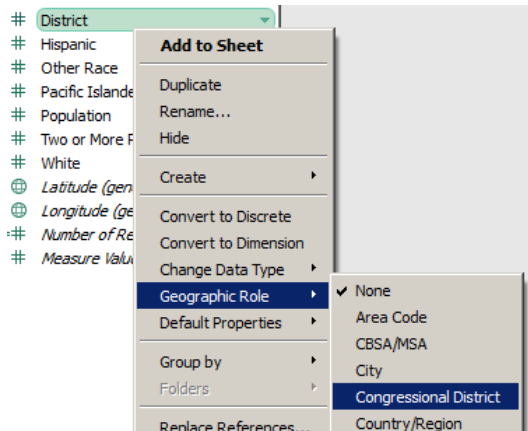 # District
# Hispanic
# Other Race
# Pacific Islande
# Population
# Two or More R
# White
Latitude (gen
Longitude (ge
=# Number of Re
# Measure Valu
Add to Sheet
Duplicate
Rename...
Hide
Create
Convert to Discrete
Convert to Dimension
Change Data Type
Geographic Role
Default Properties
Group by
Folders
Replace References...
None
Area Code
CBSA/MSA
City
Congressional District
Country/Region